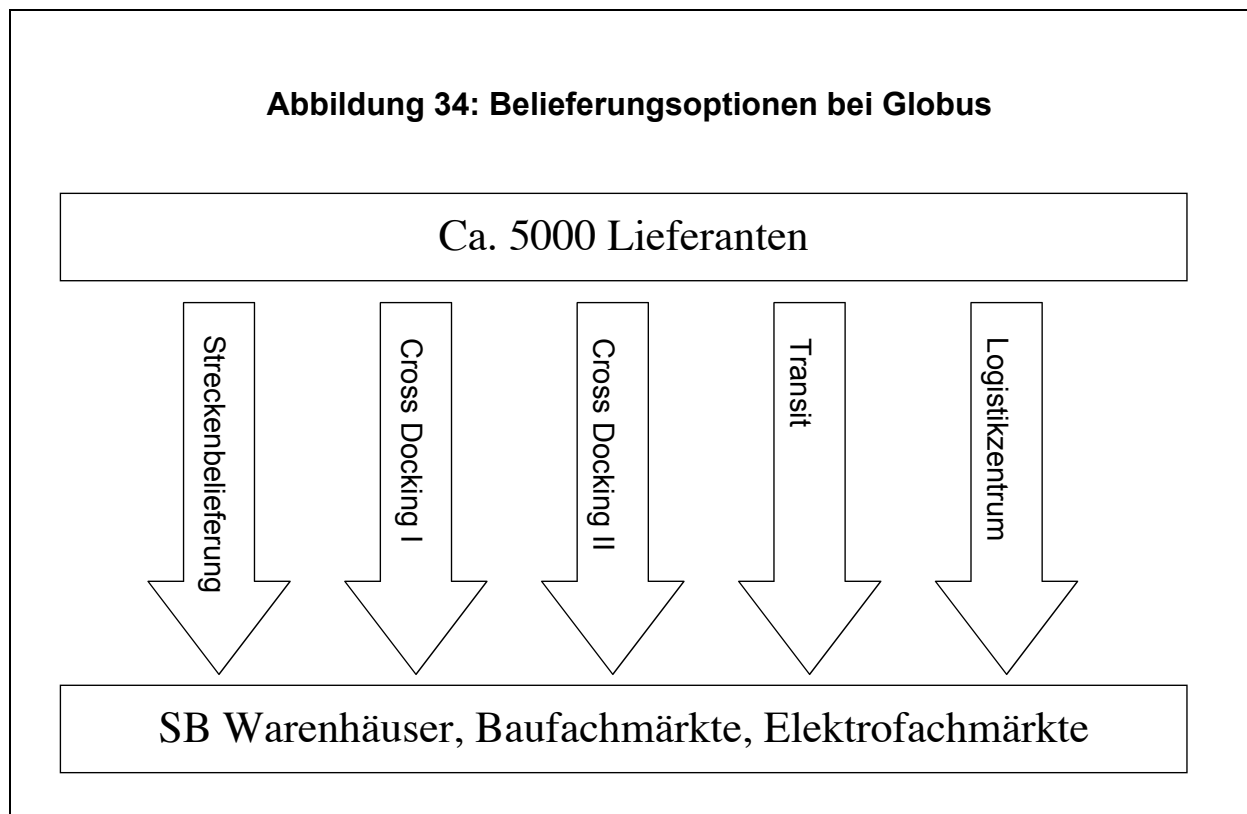 Abbildung 34: Belieferungsoptionen bei Globus
Ca. 5000 Lieferanten
Streckenbelieferung
Cross Docking I
Cross Docking II
Transit
Logistikzentrum
SB Warenhäuser, Baufachmärkte, Elektrofachmärkte